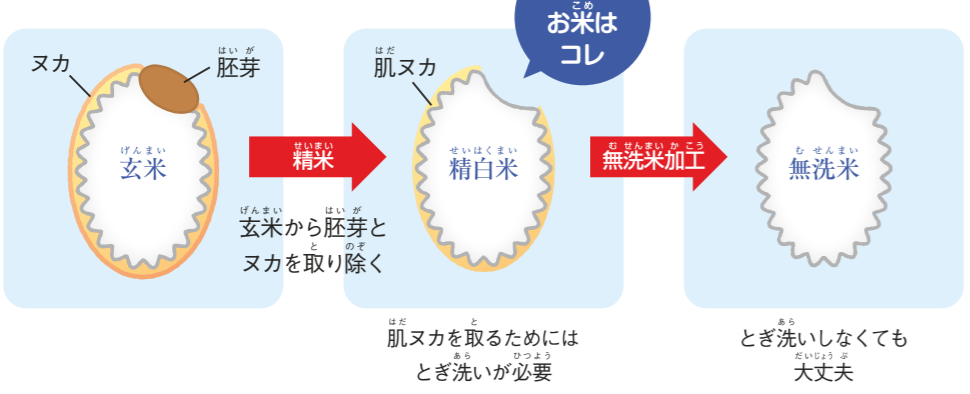 お米は
コレ
ヌカ
胚芽
玄米
精米
玄米から胚芽と
ヌカを取り除く
肌ヌカ
精白米
肌ヌカを取るためには
とぎ洗いが必要
無洗米加工
無洗米
とぎ洗いしなくても
大丈夫